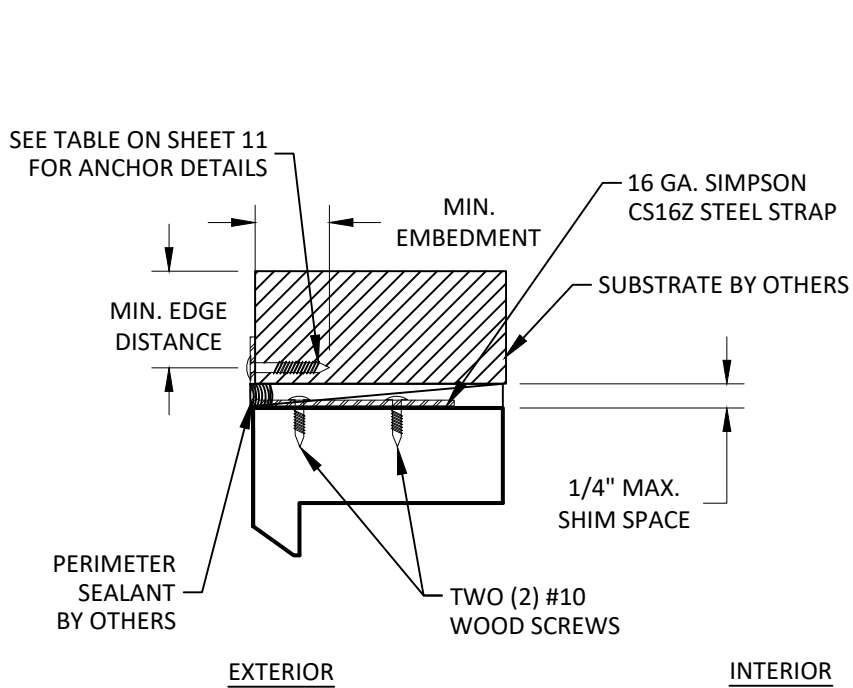 SEE TABLE ON SHEET 11
FOR ANCHOR DETAILS
16 GA. SIMPSON
CS16Z STEEL STRAP
MIN.
EMBEDMENT
SUBSTRATE BY OTHERS
MIN. EDGE
DISTANCE
1/4" MAX.
SHIM SPACE
PERIMETER
SEALANT
BY OTHERS
TWO (2) #10
WOOD SCREWS
EXTERIOR
INTERIOR